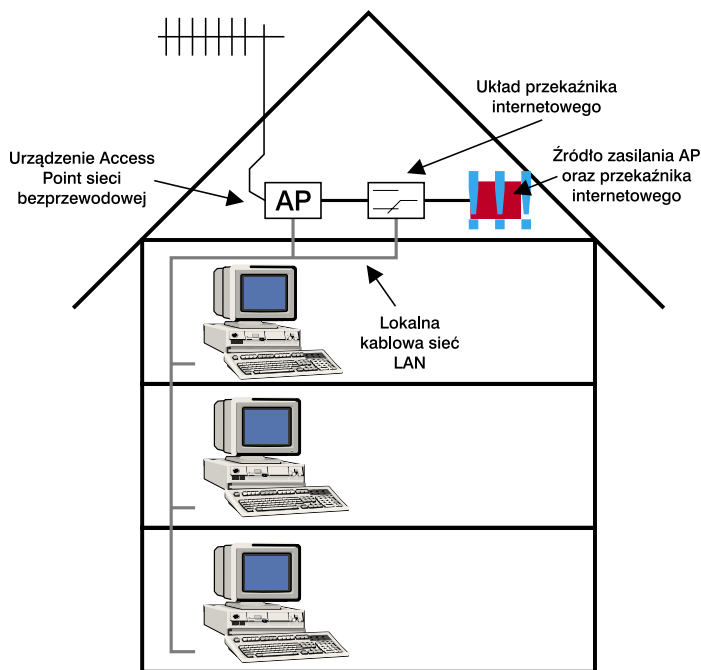 Układ przekaźnika
internetowego
Urządzenie Access
Point sieci
bezprzewodowej
Źródło zasilania AP
oraz przekaźnika
internetowego
AP
!!!
Lokalna
kablowa sieć
LAN